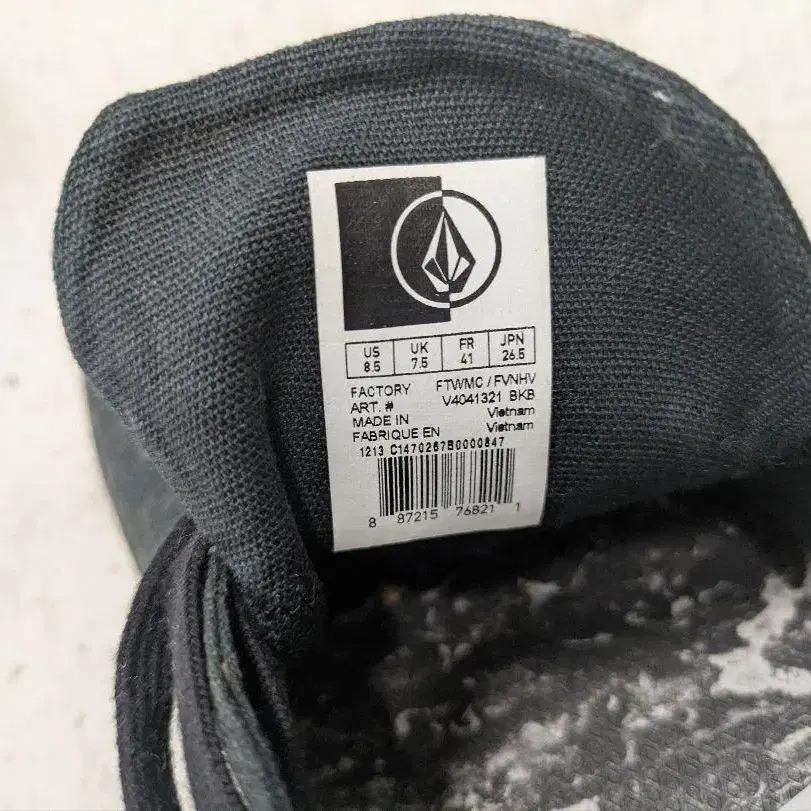 US UK FR JPN
8.5 7.5 41 26.5
FACTORY FTWMC / FVNHV
ART. # V4041321 BKB
MADE IN Vietnam
FABRIQUE EN Vietnam
1213 C1470267B0000847
8 87215 76821 1